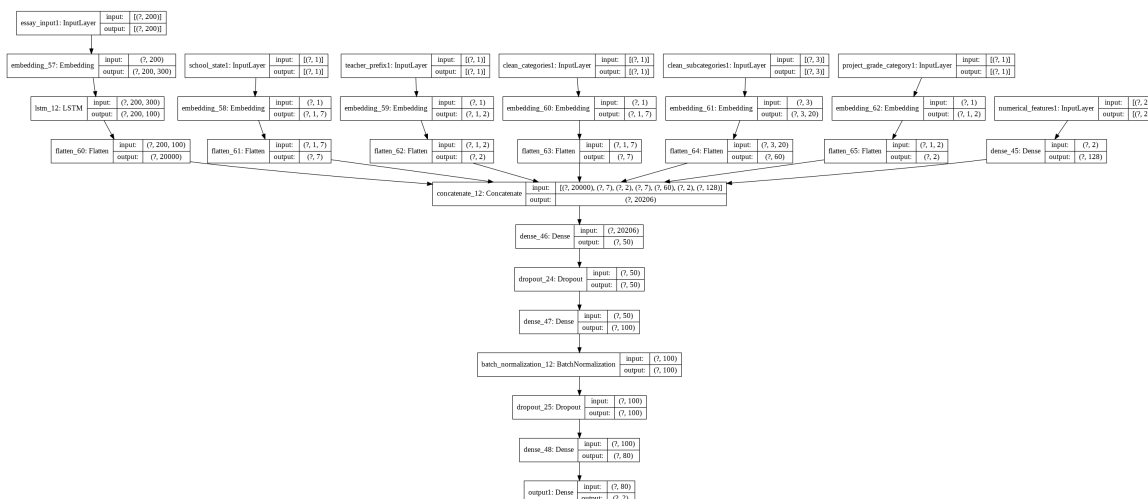 essay_input1: InputLayer input: [(?, 200)]
output: [(?, 200)]
embedding_57: Embedding input: (?, 200)
output: (?, 200, 300)
school_state1: InputLayer input: [(?, 1)]
output: [(?, 1)]
teacher_prefix1: InputLayer input: [(?, 1)]
output: [(?, 1)]
clean_categories1: InputLayer input: [(?, 1)]
output: [(?, 1)]
clean_subcategories1: InputLayer input: [(?, 3)]
output: [(?, 3)]
project_grade_category1: InputLayer input: [(?, 1)]
output: [(?, 1)]
lstm_12: LSTM input: (?, 200, 300)
output: (?, 200, 100)
embedding_58: Embedding input: (?, 1)
output: (?, 1, 7)
embedding_59: Embedding input: (?, 1)
output: (?, 1, 2)
embedding_60: Embedding input: (?, 1)
output: (?, 1, 7)
embedding_61: Embedding input: (?, 3)
output: (?, 3, 20)
embedding_62: Embedding input: (?, 1)
output: (?, 1, 2)
numerical_features1: InputLayer input: [(?, 2
output: [(?, 2
flatten_60: Flatten input: (?, 200, 100)
output: (?, 20000)
flatten_61: Flatten input: (?, 1, 7)
output: (?, 7)
flatten_62: Flatten input: (?, 1, 2)
output: (?, 2)
flatten_63: Flatten input: (?, 1, 7)
output: (?, 7)
flatten_64: Flatten input: (?, 3, 20)
output: (?, 60)
flatten_65: Flatten input: (?, 1, 2)
output: (?, 2)
dense_45: Dense input: (?, 2)
output: (?, 128)
concatenate_12: Concatenate input: [(?, 20000), (?, 7), (?, 2), (?, 7), (?, 60), (?, 2), (?, 128)]
output: (?, 20206)
dense_46: Dense input: (?, 20206)
output: (?, 50)
dropout_24: Dropout input: (?, 50)
output: (?, 50)
dense_47: Dense input: (?, 50)
output: (?, 100)
batch_normalization_12: BatchNormalization input: (?, 100)
output: (?, 100)
dropout_25: Dropout input: (?, 100)
output: (?, 100)
dense_48: Dense input: (?, 100)
output: (?, 80)
output1: Dense input: (?, 80)
output: (?, 2)